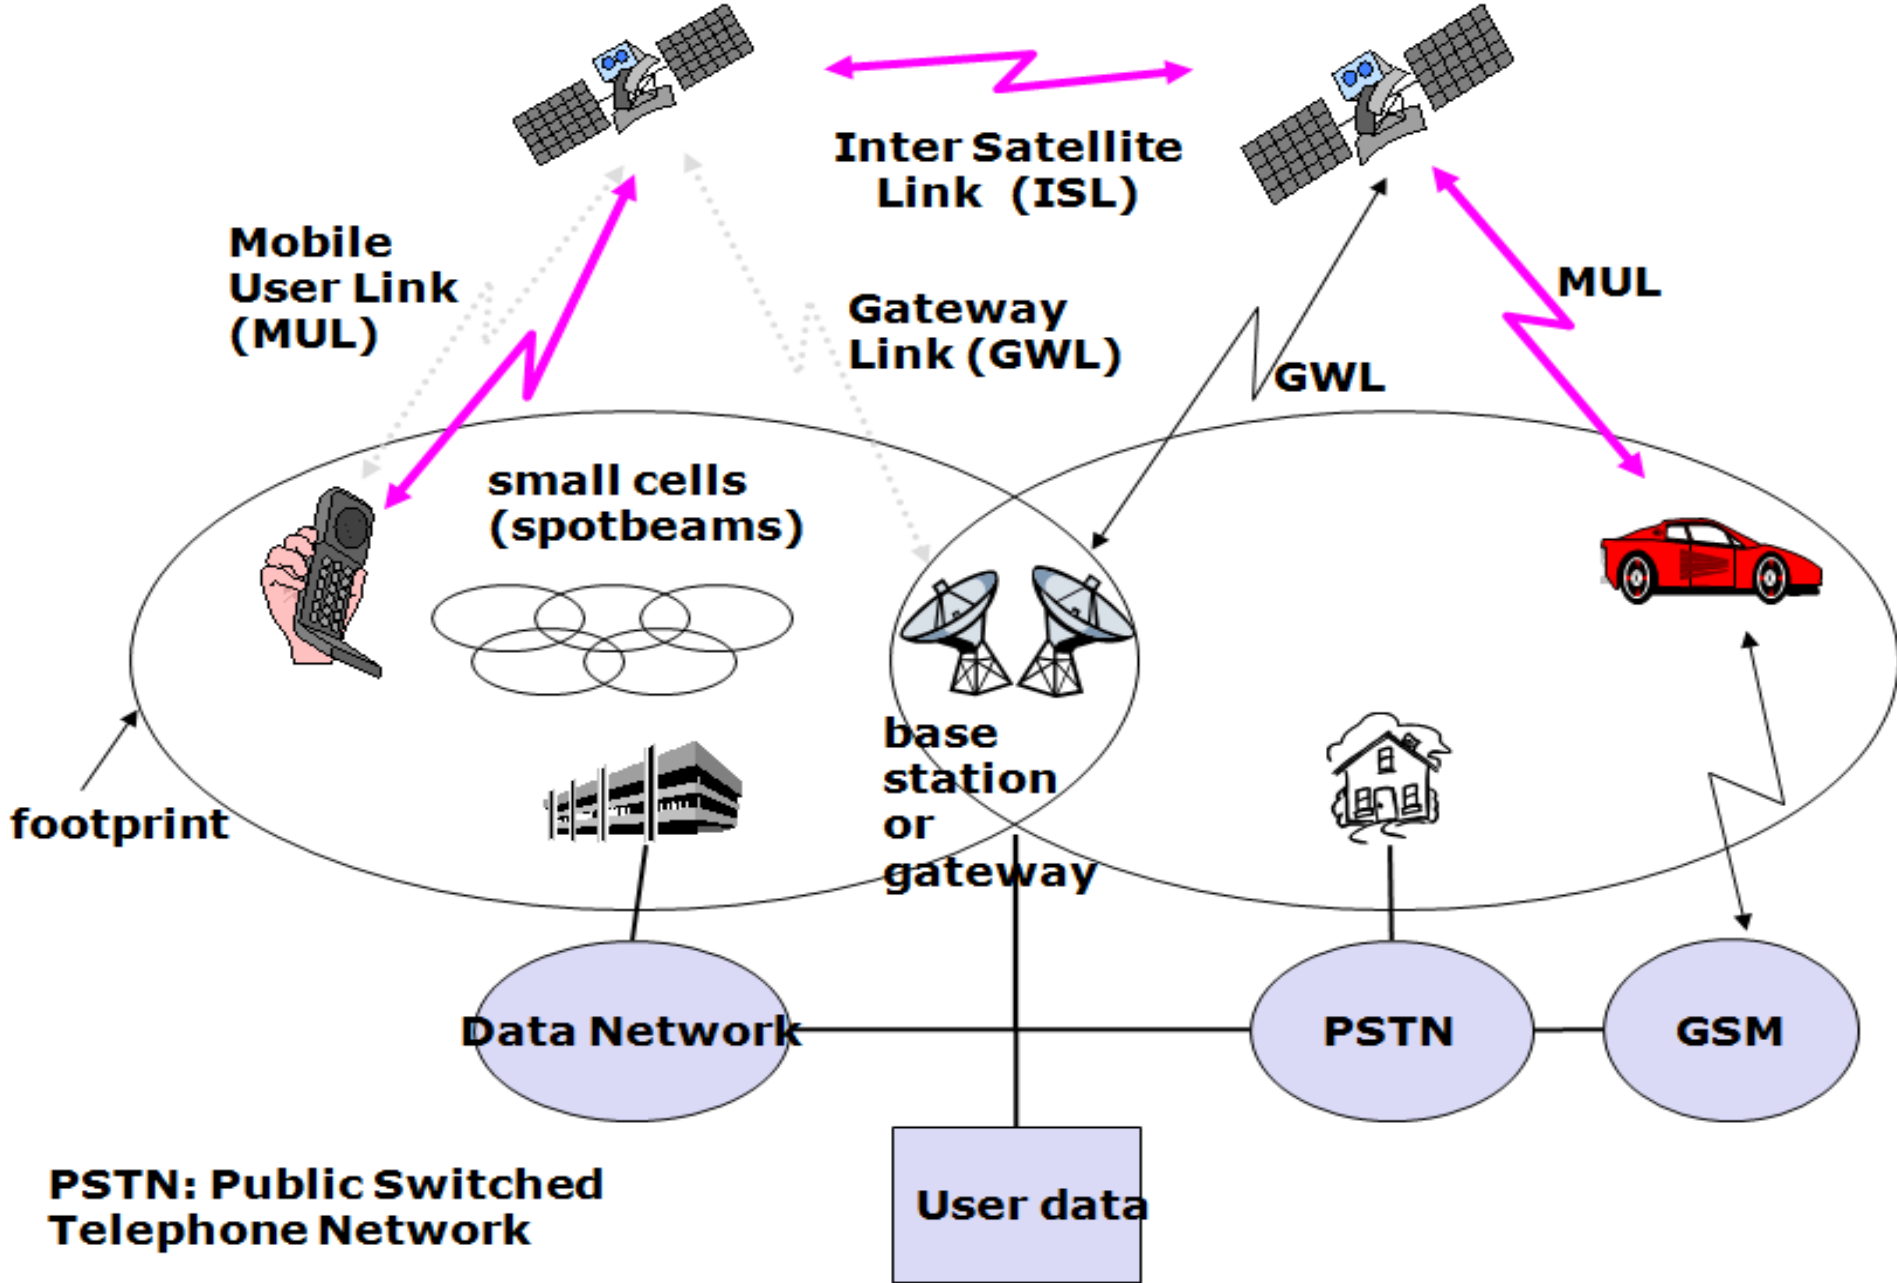 Inter Satellite
Link (ISL)
Mobile
User Link
(MUL)
Gateway
Link (GWL)
MUL
GWL
small cells
(spotbeams)
base
station
or
gateway
footprint
Data Network
PSTN
GSM
User data
PSTN: Public Switched
Telephone Network